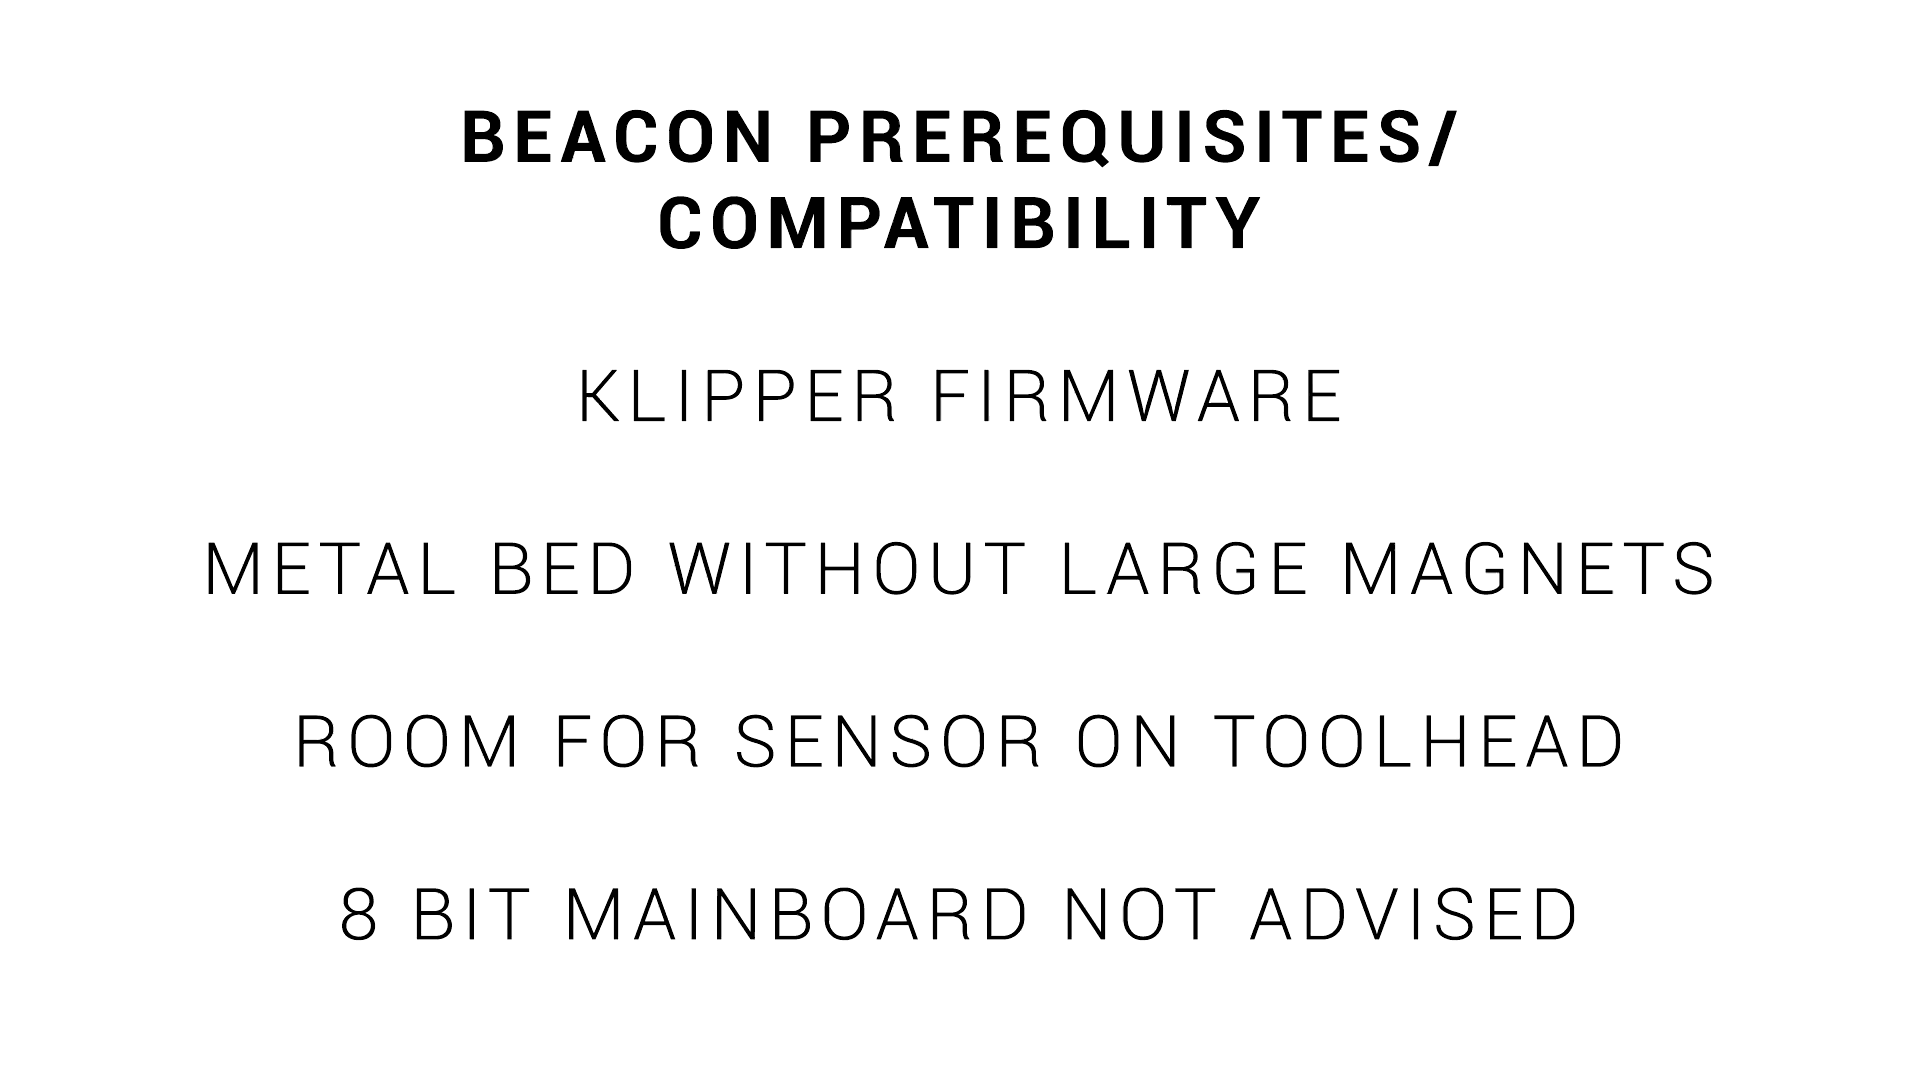 BEACON PREREQUISITES/
COMPATIBILITY
KLIPPER FIRMWARE
METAL BED WITHOUT LARGE MAGNETS
ROOM FOR SENSOR ON TOOLHEAD
8 BIT MAINBOARD NOT ADVISED